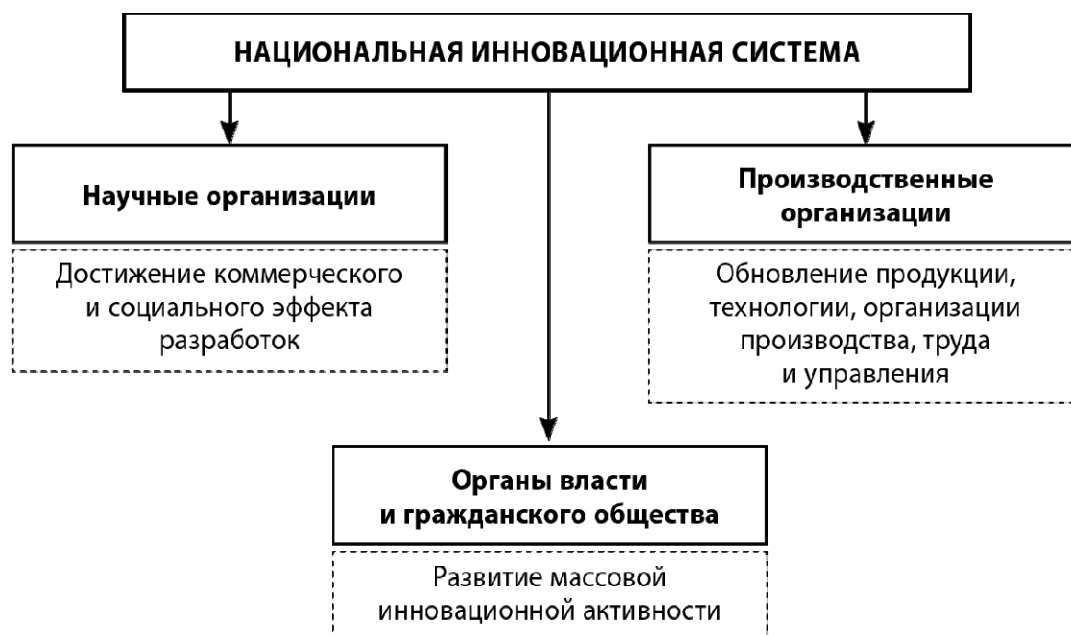 НАЦИОНАЛЬНАЯ ИННОВАЦИОННАЯ СИСТЕМА
Научные организации
Достижение коммерческого
и социального эффекта
разработок
Производственные
организации
Обновление продукции,
технологии, организации
производства, труда
и управления
Органы власти
и гражданского общества
Развитие массовой
инновационной активности